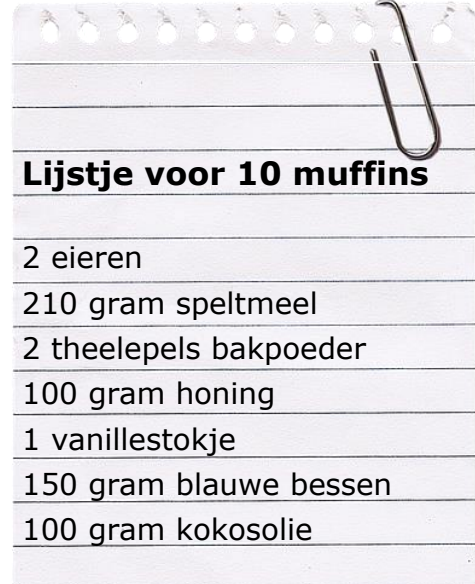 Lijstje voor 10 muffins
2 eieren
210 gram speltmeel
2 theelepels bakpoeder
100 gram honing
1 vanillestokje
150 gram blauwe bessen
100 gram kokosolie